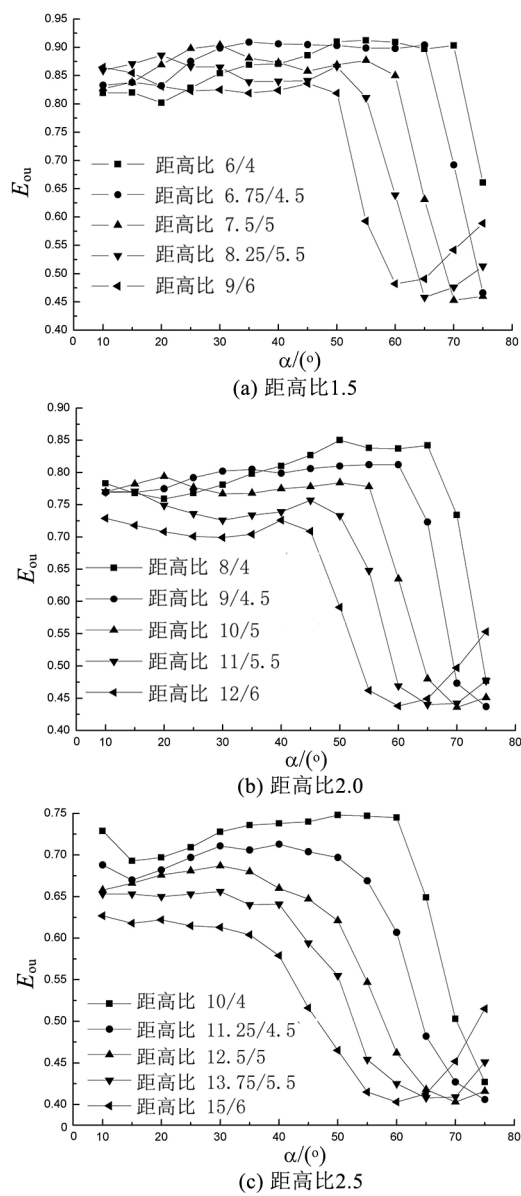 0.95
0.90
0.85
0.80
0.75
0.70
0.65
0.60
0.55
0.50
0.45
0.40
E_ou
距高比 6/4
距高比 6.75/4.5
距高比 7.5/5
距高比 8.25/5.5
距高比 9/6
0 10 20 30 40 50 60 70 80
α/(°)
(a) 距高比1.5
0.90
0.85
0.80
0.75
0.70
0.65
0.60
0.55
0.50
0.45
0.40
E_ou
距高比 8/4
距高比 9/4.5
距高比 10/5
距高比 11/5.5
距高比 12/6
0 10 20 30 40 50 60 70 80
α/(°)
(b) 距高比2.0
0.75
0.70
0.65
0.60
0.55
0.50
0.45
0.40
0
E_ou
距高比 10/4
距高比 11.25/4.5
距高比 12.5/5
距高比 13.75/5.5
距高比 15/6
10 20 30 40 50 60 70 80
α/(°)
(c) 距高比2.5